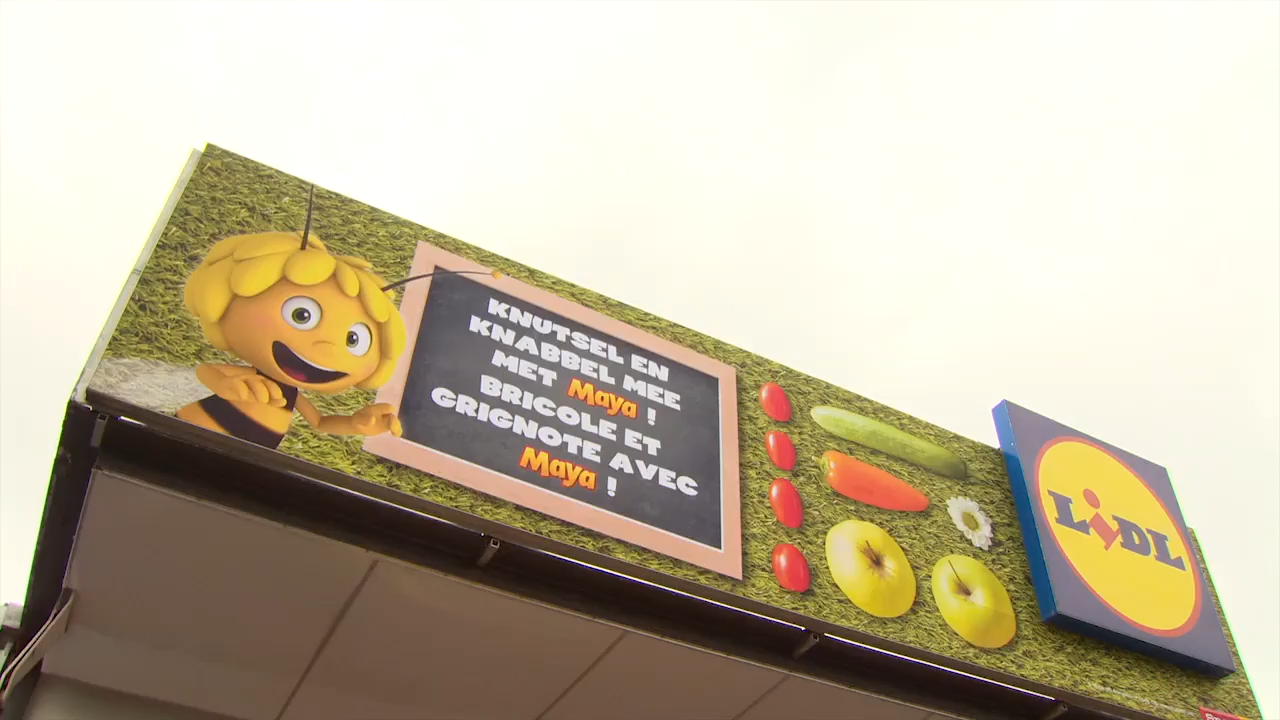 KNUTSEL EN
KNABBEL MEE
MET Maya !
BRICOLE ET
GRIGNOTE AVEC
Maya !
LiDL